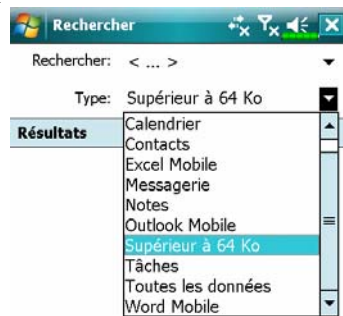 Rechercher
Rechercher: < ... >
Type: Supérieur à 64 Ko
Résultats
Calendrier
Contacts
Excel Mobile
Messagerie
Notes
Outlook Mobile
Supérieur à 64 Ko
Tâches
Toutes les données
Word Mobile